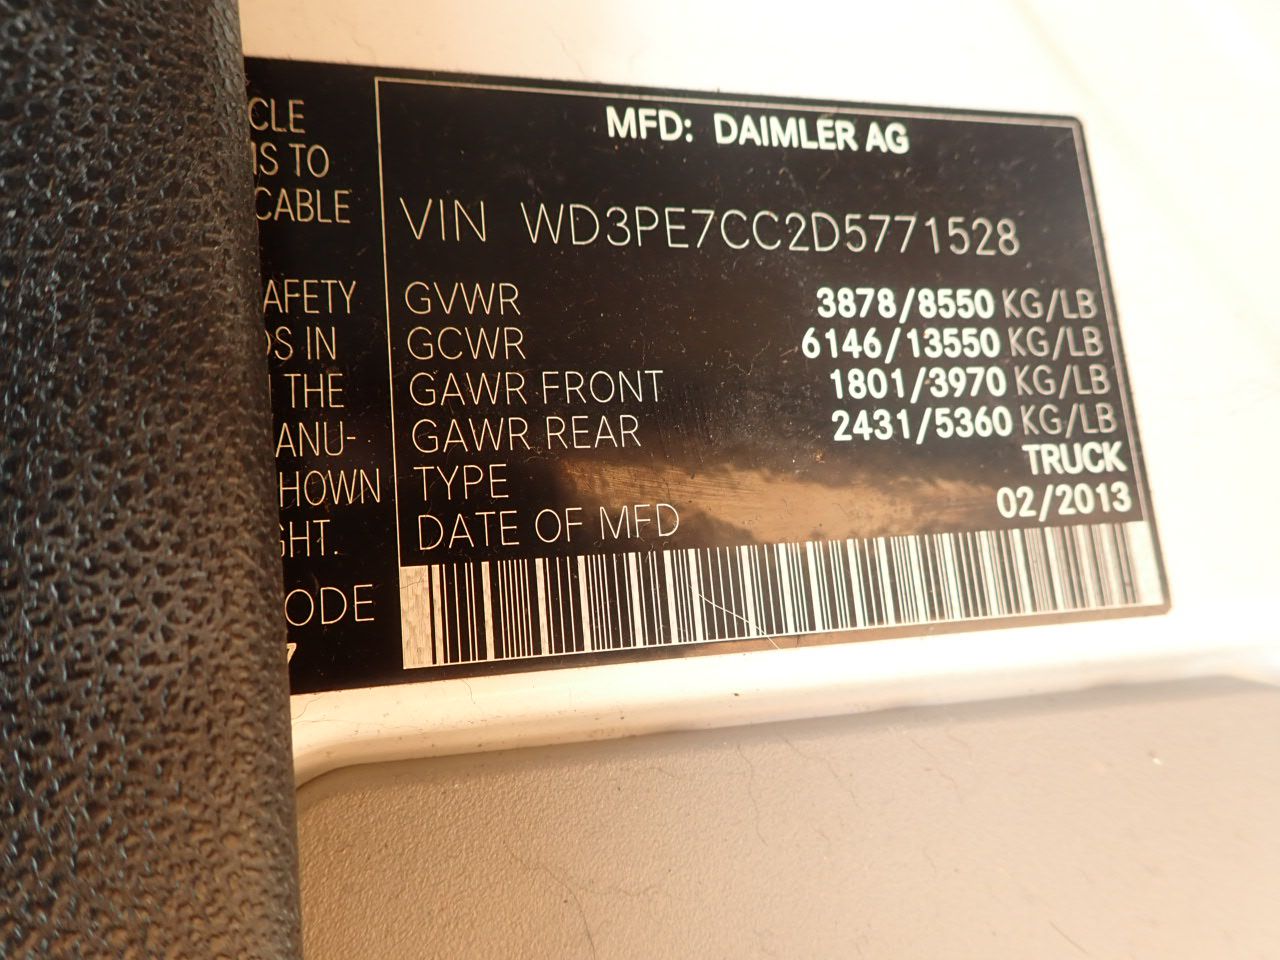 CLE
IS TO
CABLE
AFETY
DS IN
THE
ANU-
HOWN
GHT.
ODE
7
MFD: DAIMLER AG
VIN WD3PE7CC2D5771528
GVWR 3878/8550 KG/LB
GCWR 6146/13550 KG/LB
GAWR FRONT 1801/3970 KG/LB
GAWR REAR 2431/5360 KG/LB
TYPE TRUCK
DATE OF MFD 02/2013